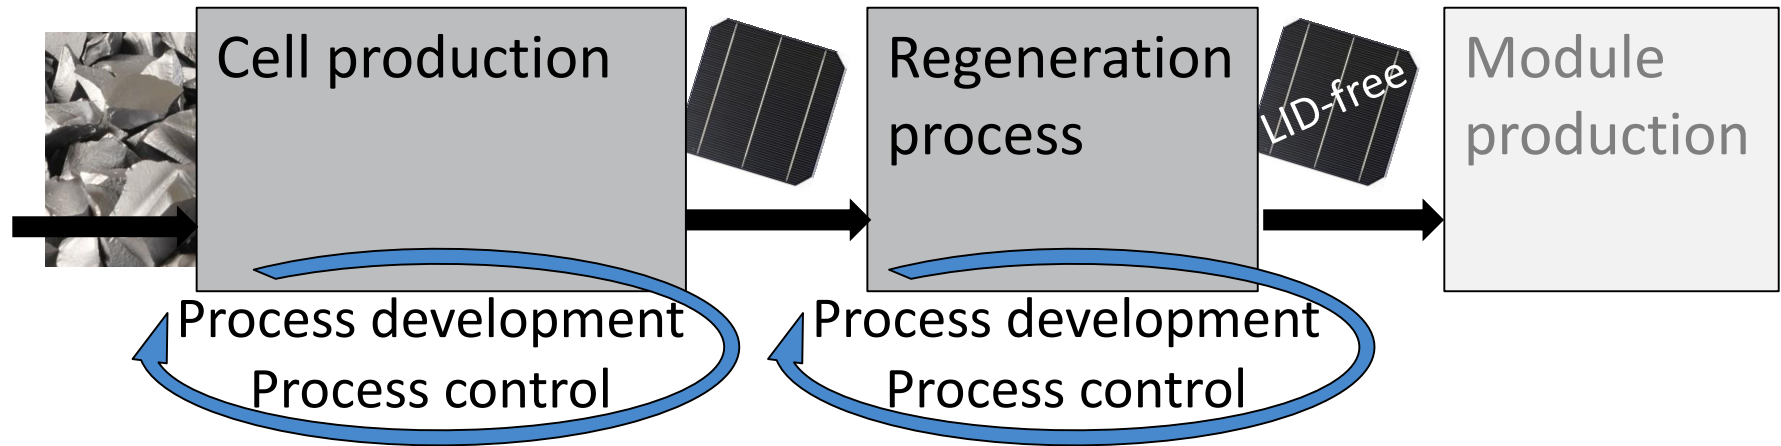 Cell production
Regeneration
process
LID-free
Module
production
Process development
Process control
Process development
Process control